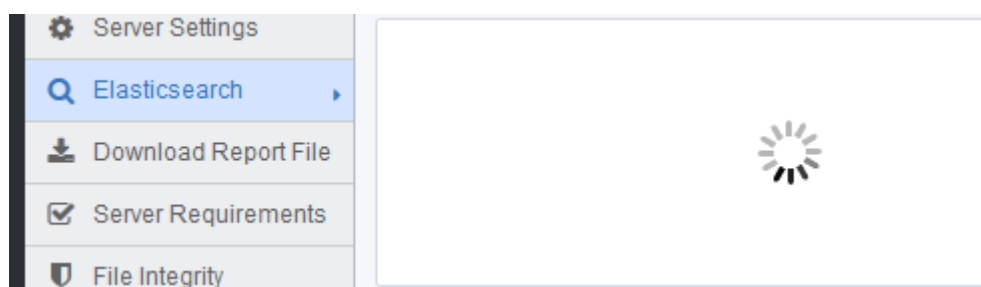 Server Settings
Elasticsearch
Download Report File
Server Requirements
File Integrity